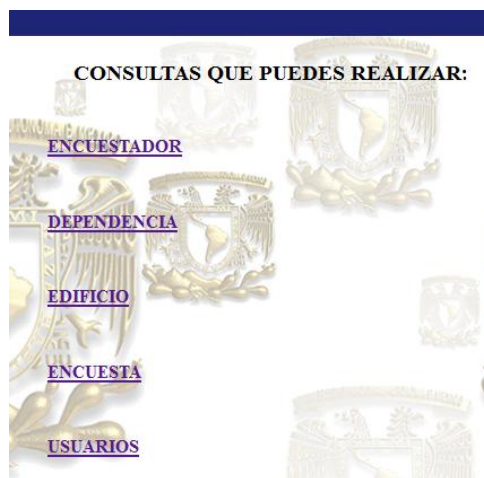 CONSULTAS QUE PUEDES REALIZAR:
ENCUESTADOR
DEPENDENCIA
EDIFICIO
ENCUESTA
USUARIOS